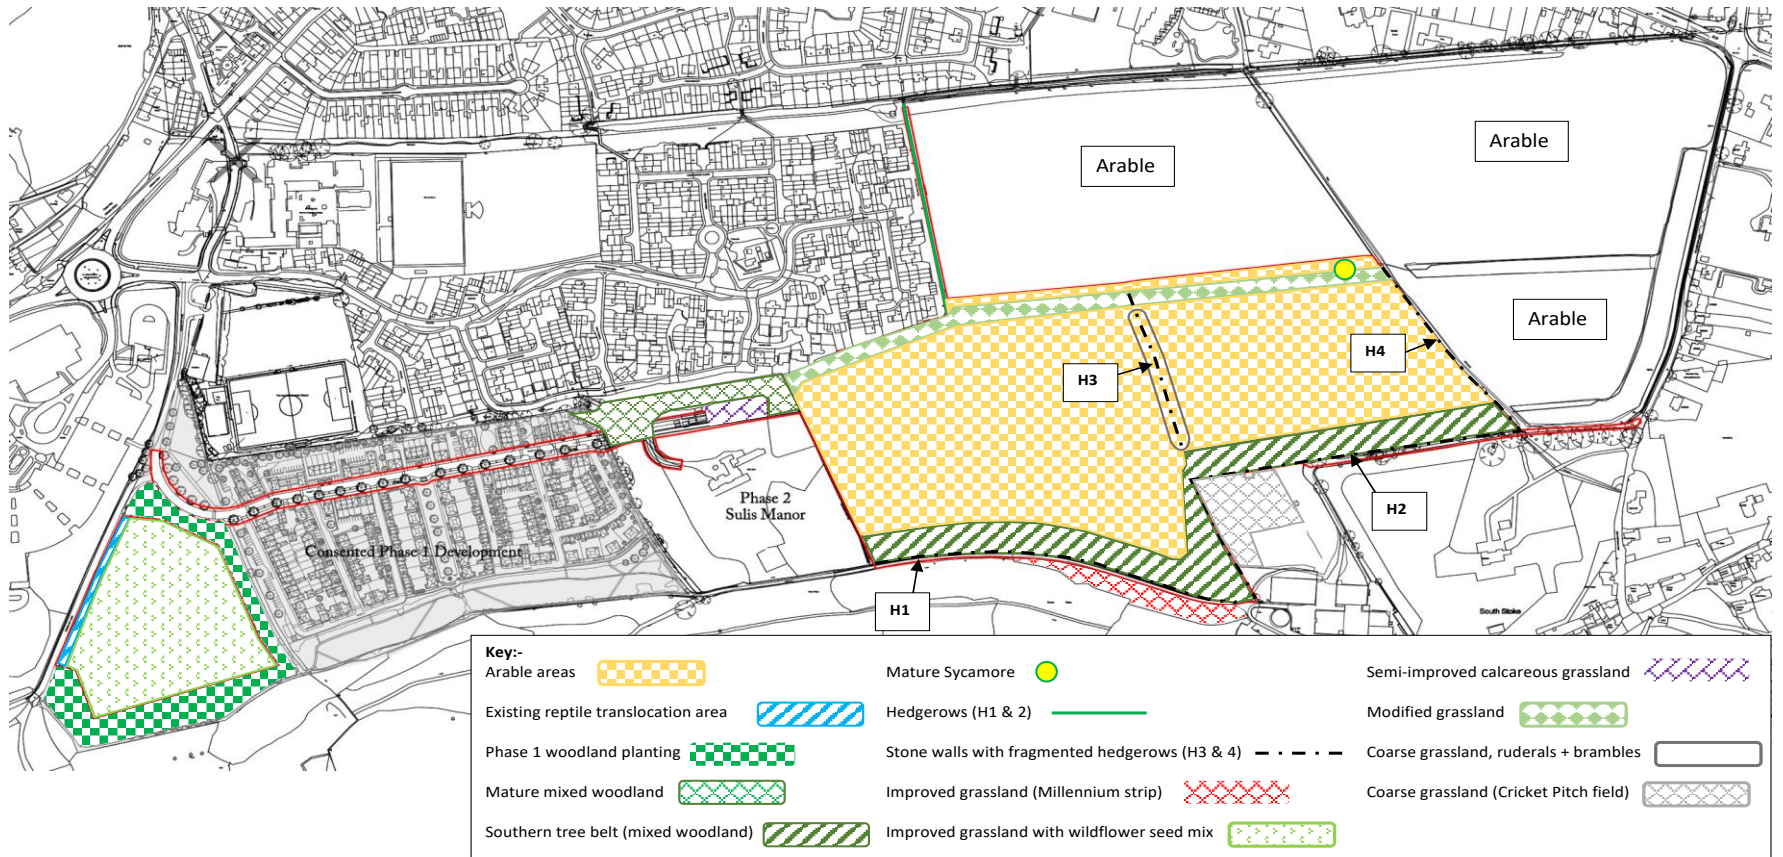 Arable
Arable
Arable
H3
H4
H2
H1
Phase 2
Sulis Manor
Consented Phase 1 Development
South Stoke
Key:-
Arable areas
Mature Sycamore
Semi-improved calcareous grassland
Existing reptile translocation area
Hedgerows (H1 & 2)
Modified grassland
Phase 1 woodland planting
Stone walls with fragmented hedgerows (H3 & 4)
Coarse grassland, ruderals + brambles
Mature mixed woodland
Improved grassland (Millennium strip)
Coarse grassland (Cricket Pitch field)
Southern tree belt (mixed woodland)
Improved grassland with wildflower seed mix